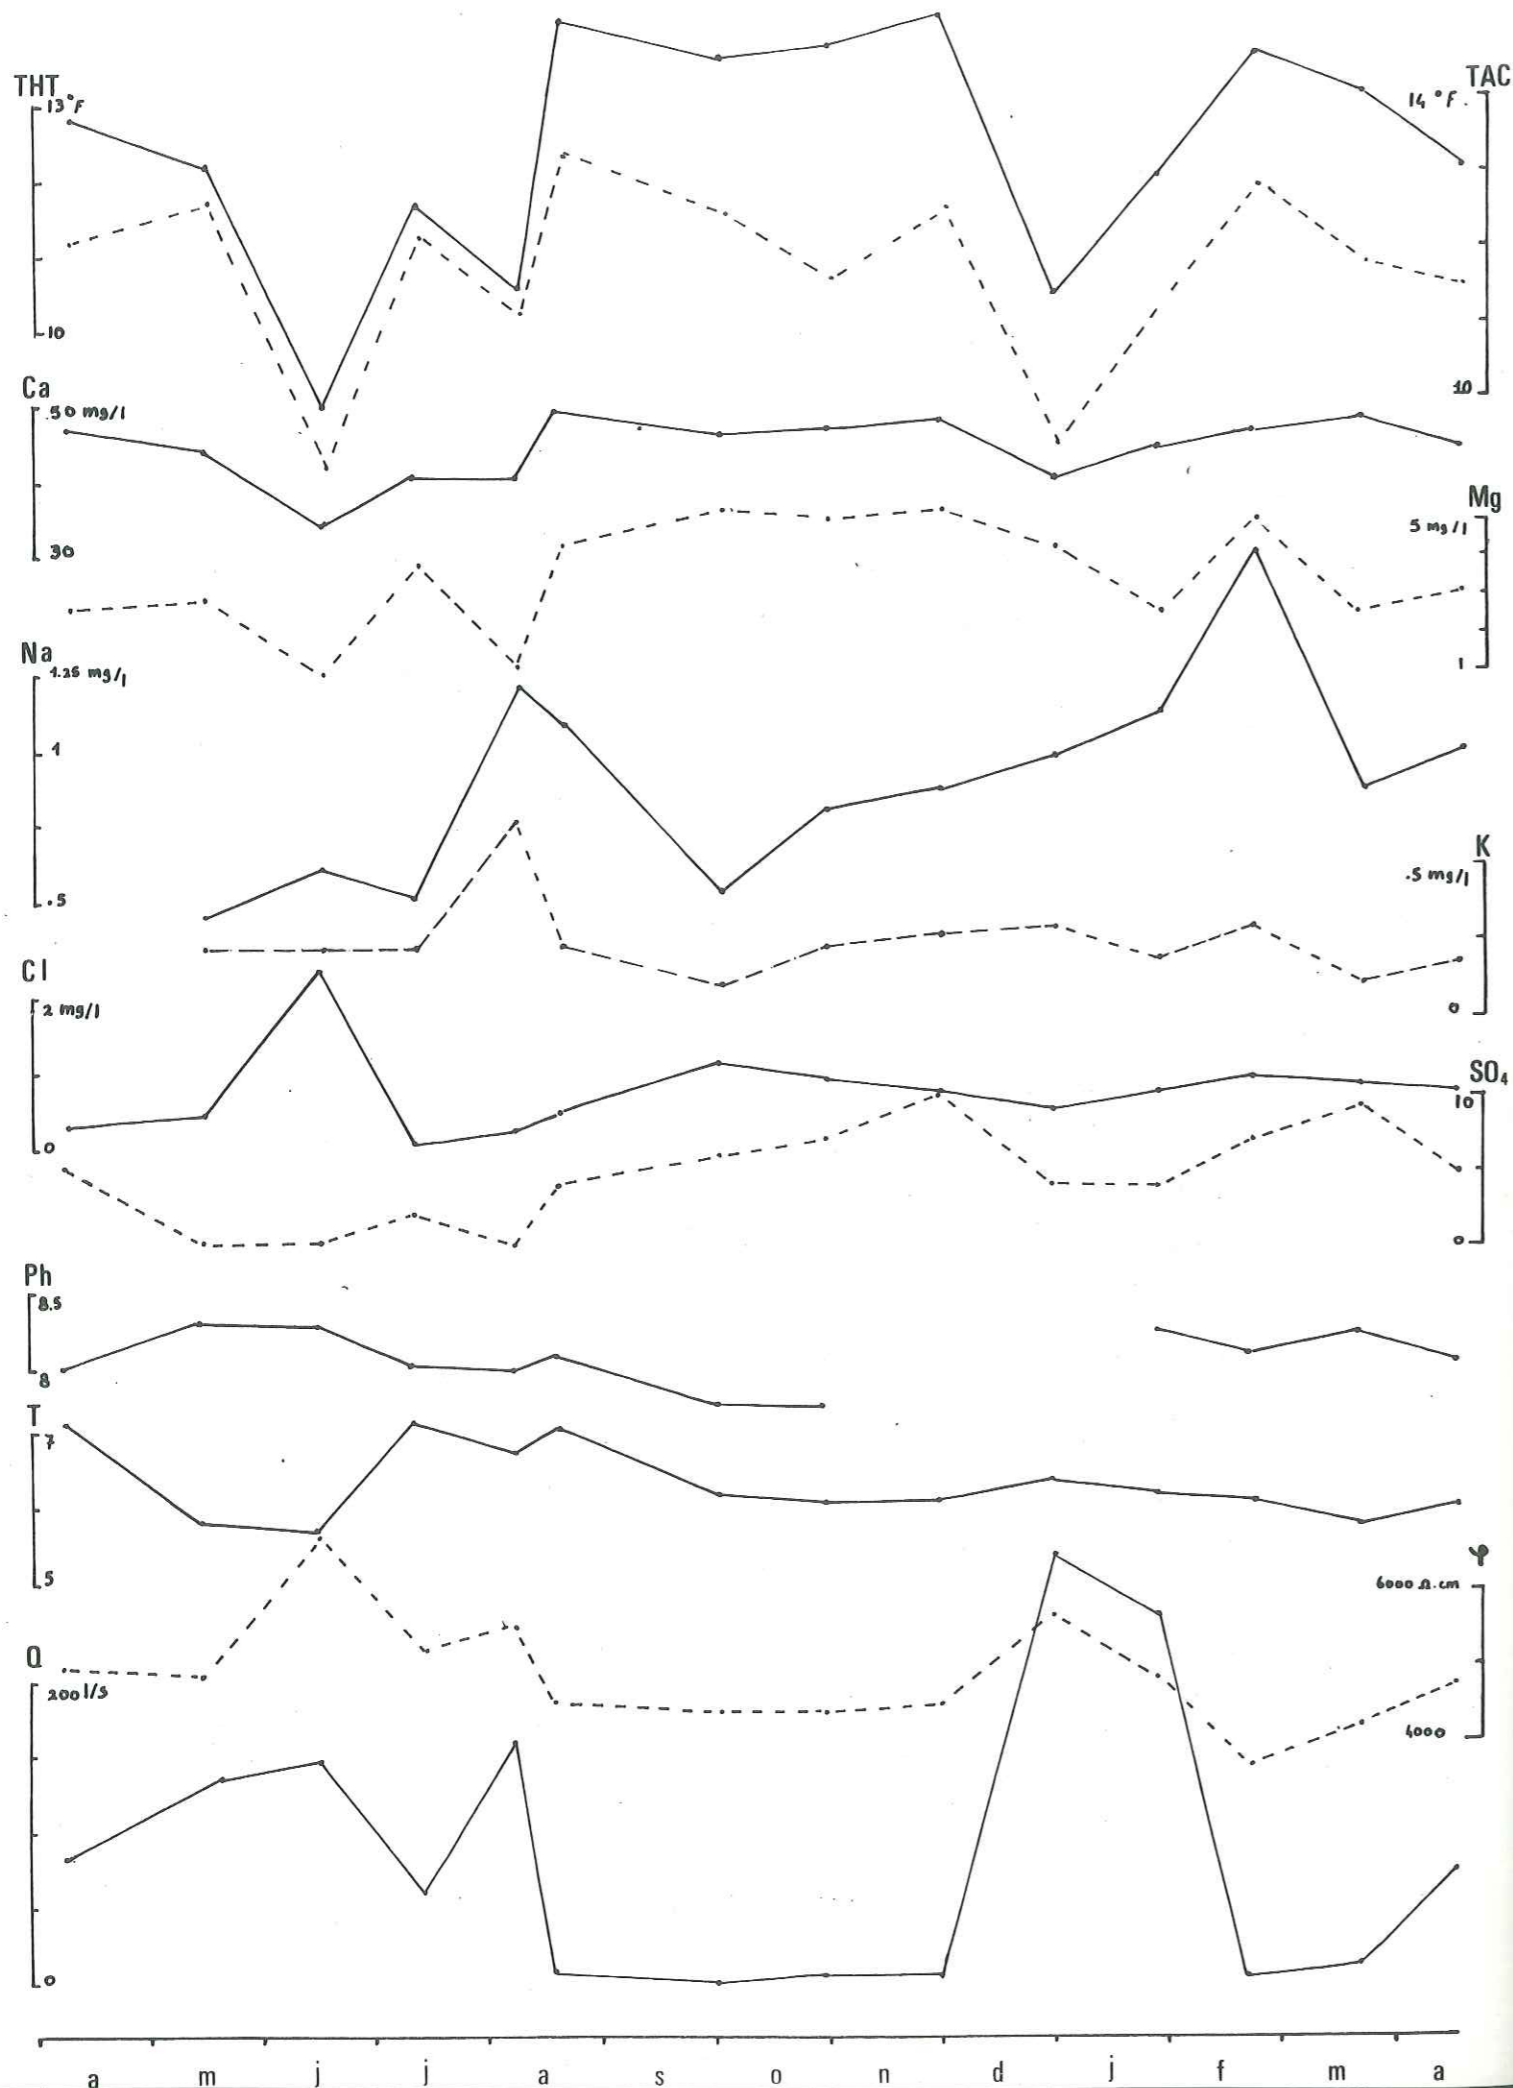 THT
13°F
10
TAC
14 °F.
10
Ca
50 mg/l
30
Mg
5 mg/l
1
Na
1.25 mg/l
1
.5
K
.5 mg/l
0
Cl
2 mg/l
0
SO₄
10
0
Ph
8.5
8
T
7
5
φ
6000 Ω.cm
4000
Q
200 l/s
0
a m j j a s o n d j f m a